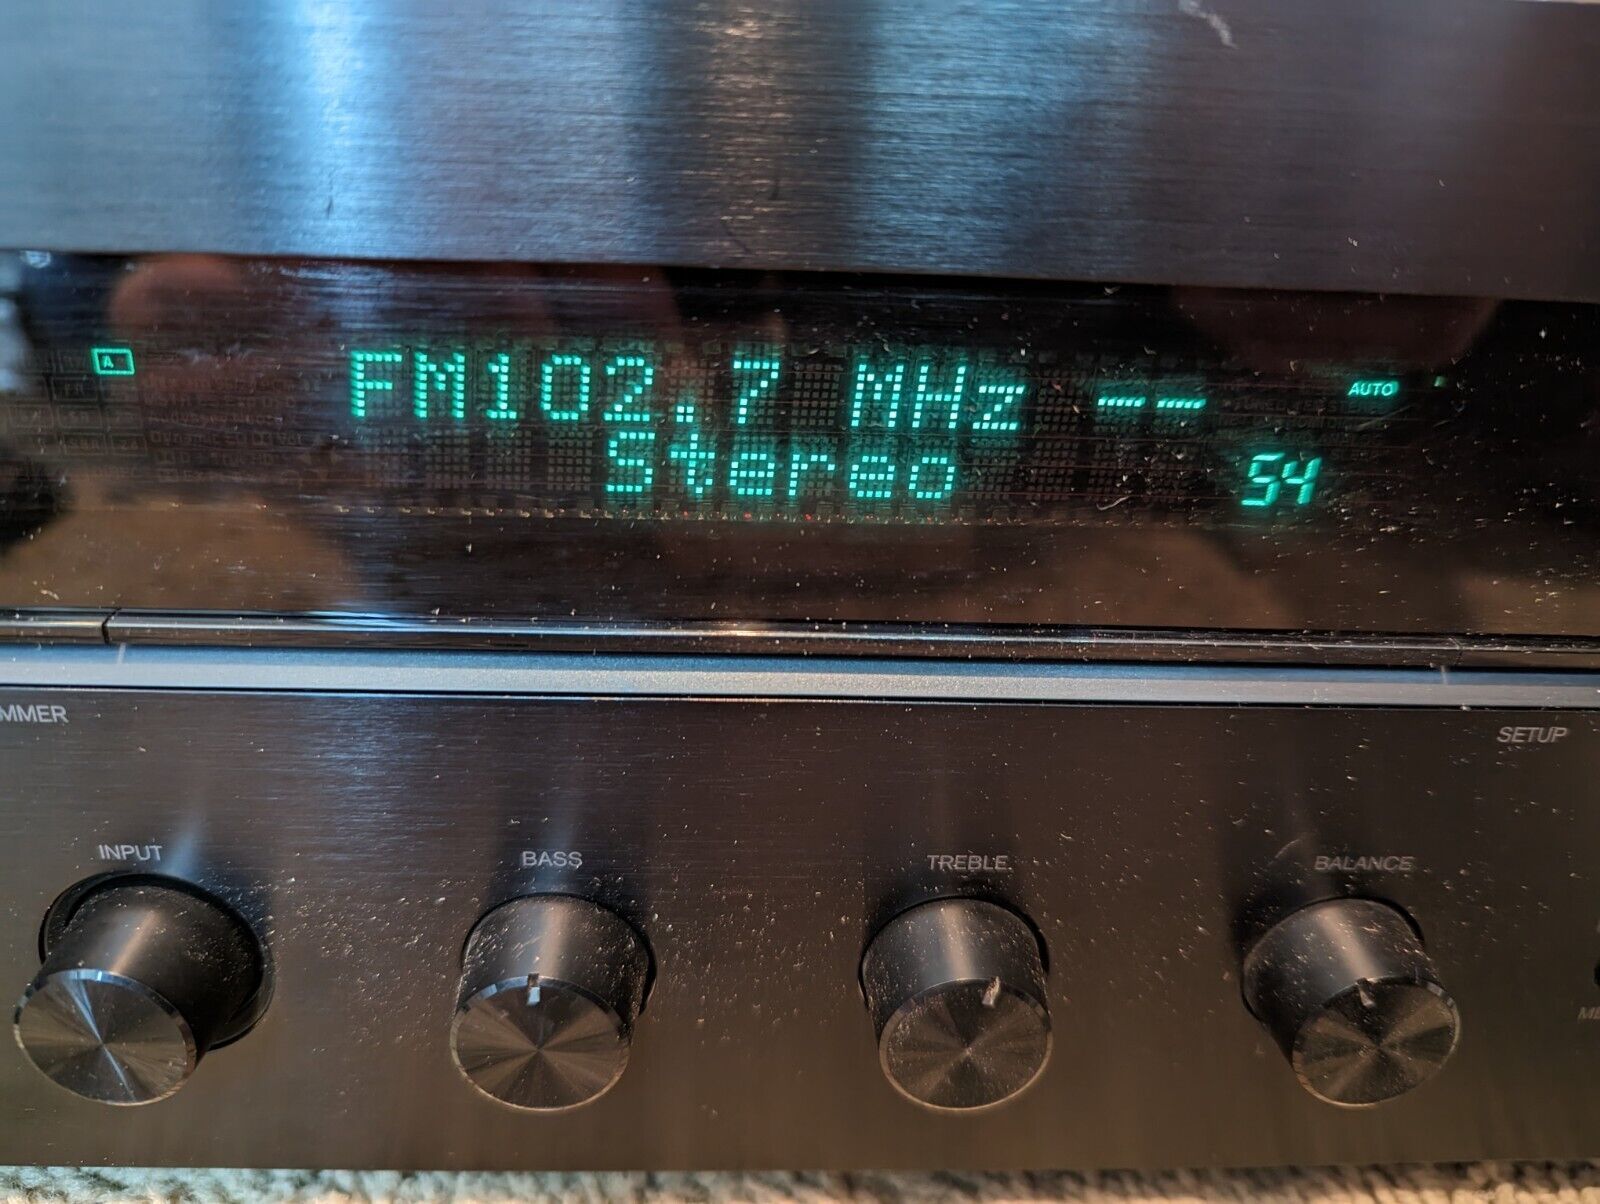 A
FM102.7 MHz -- AUTO
Stereo 54
MMER
SETUP
INPUT BASS TREBLE BALANCE